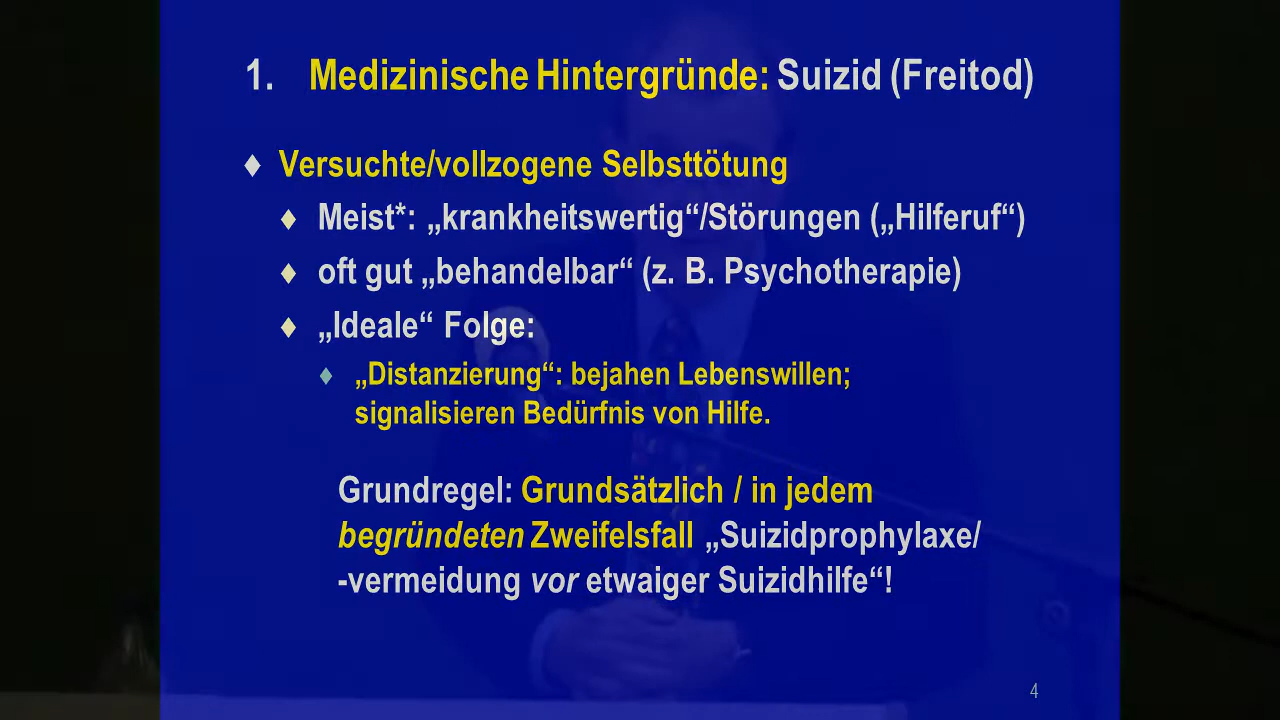 1. Medizinische Hintergründe: Suizid (Freitod)
♦ Versuchte/vollzogene Selbsttötung
♦ Meist*: „krankheitswertig“/Störungen („Hilferuf“)
♦ oft gut „behandelbar“ (z. B. Psychotherapie)
♦ „Ideale“ Folge:
♦ „Distanzierung“: bejahen Lebenswillen;
signalisieren Bedürfnis von Hilfe.
Grundregel: Grundsätzlich / in jedem
begründeten Zweifelsfall „Suizidprophylaxe/
-vermeidung vor etwaiger Suizidhilfe“!
4